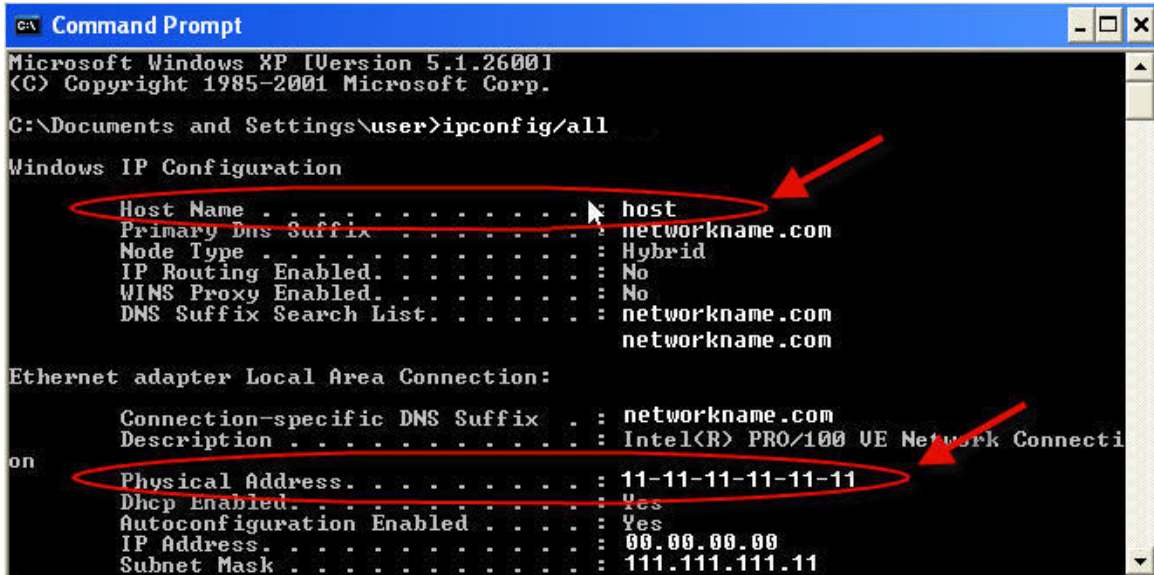 Command Prompt
Microsoft Windows XP [Version 5.1.2600]
(C) Copyright 1985-2001 Microsoft Corp.
C:\Documents and Settings\user>ipconfig/all
Windows IP Configuration
Host Name . . . . . . . . . . . . : host
Primary Dns Suffix . . . . . . . : networkname.com
Node Type . . . . . . . . . . . . : Hybrid
IP Routing Enabled. . . . . . . . : No
WINS Proxy Enabled. . . . . . . . : No
DNS Suffix Search List. . . . . . : networkname.com
networkname.com
Ethernet adapter Local Area Connection:
Connection-specific DNS Suffix . : networkname.com
Description . . . . . . . . . . . : Intel(R) PRO/100 VE Network Connecti
on
Physical Address. . . . . . . . . : 11-11-11-11-11-11
Dhcp Enabled. . . . . . . . . . . : Yes
Autoconfiguration Enabled . . . . : Yes
IP Address. . . . . . . . . . . . : 00.00.00.00
Subnet Mask . . . . . . . . . . . : 111.111.111.11